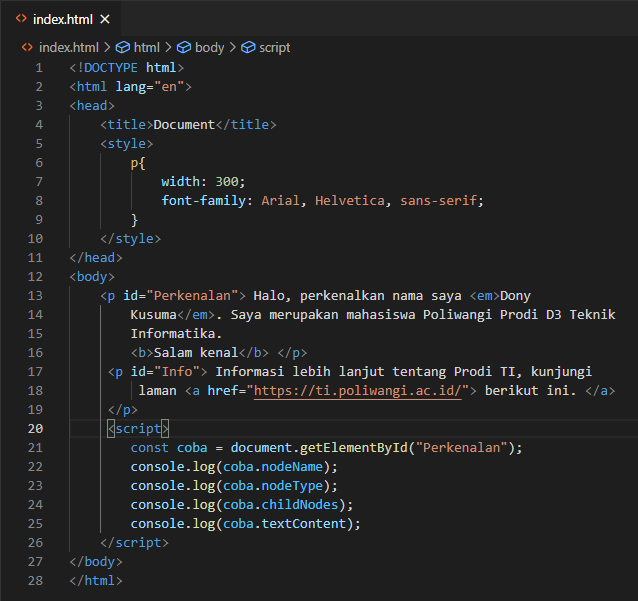 index.html ×
index.html > html > body > script
1 <!DOCTYPE html>
2 <html lang="en">
3 <head>
4     <title>Document</title>
5     <style>
6         p{
7             width: 300;
8             font-family: Arial, Helvetica, sans-serif;
9         }
10     </style>
11 </head>
12 <body>
13     <p id="Perkenalan"> Halo, perkenalkan nama saya <em>Dony
14         Kusuma</em>. Saya merupakan mahasiswa Poliwangi Prodi D3 Teknik
15         Informatika.
16         <b>Salam kenal</b> </p>
17      <p id="Info"> Informasi lebih lanjut tentang Prodi TI, kunjungi
18          laman <a href="https://ti.poliwangi.ac.id/"> berikut ini. </a>
19      </p>
20      <script>
21         const coba = document.getElementById("Perkenalan");
22         console.log(coba.nodeName);
23         console.log(coba.nodeType);
24         console.log(coba.childNodes);
25         console.log(coba.textContent);
26     </script>
27 </body>
28 </html>